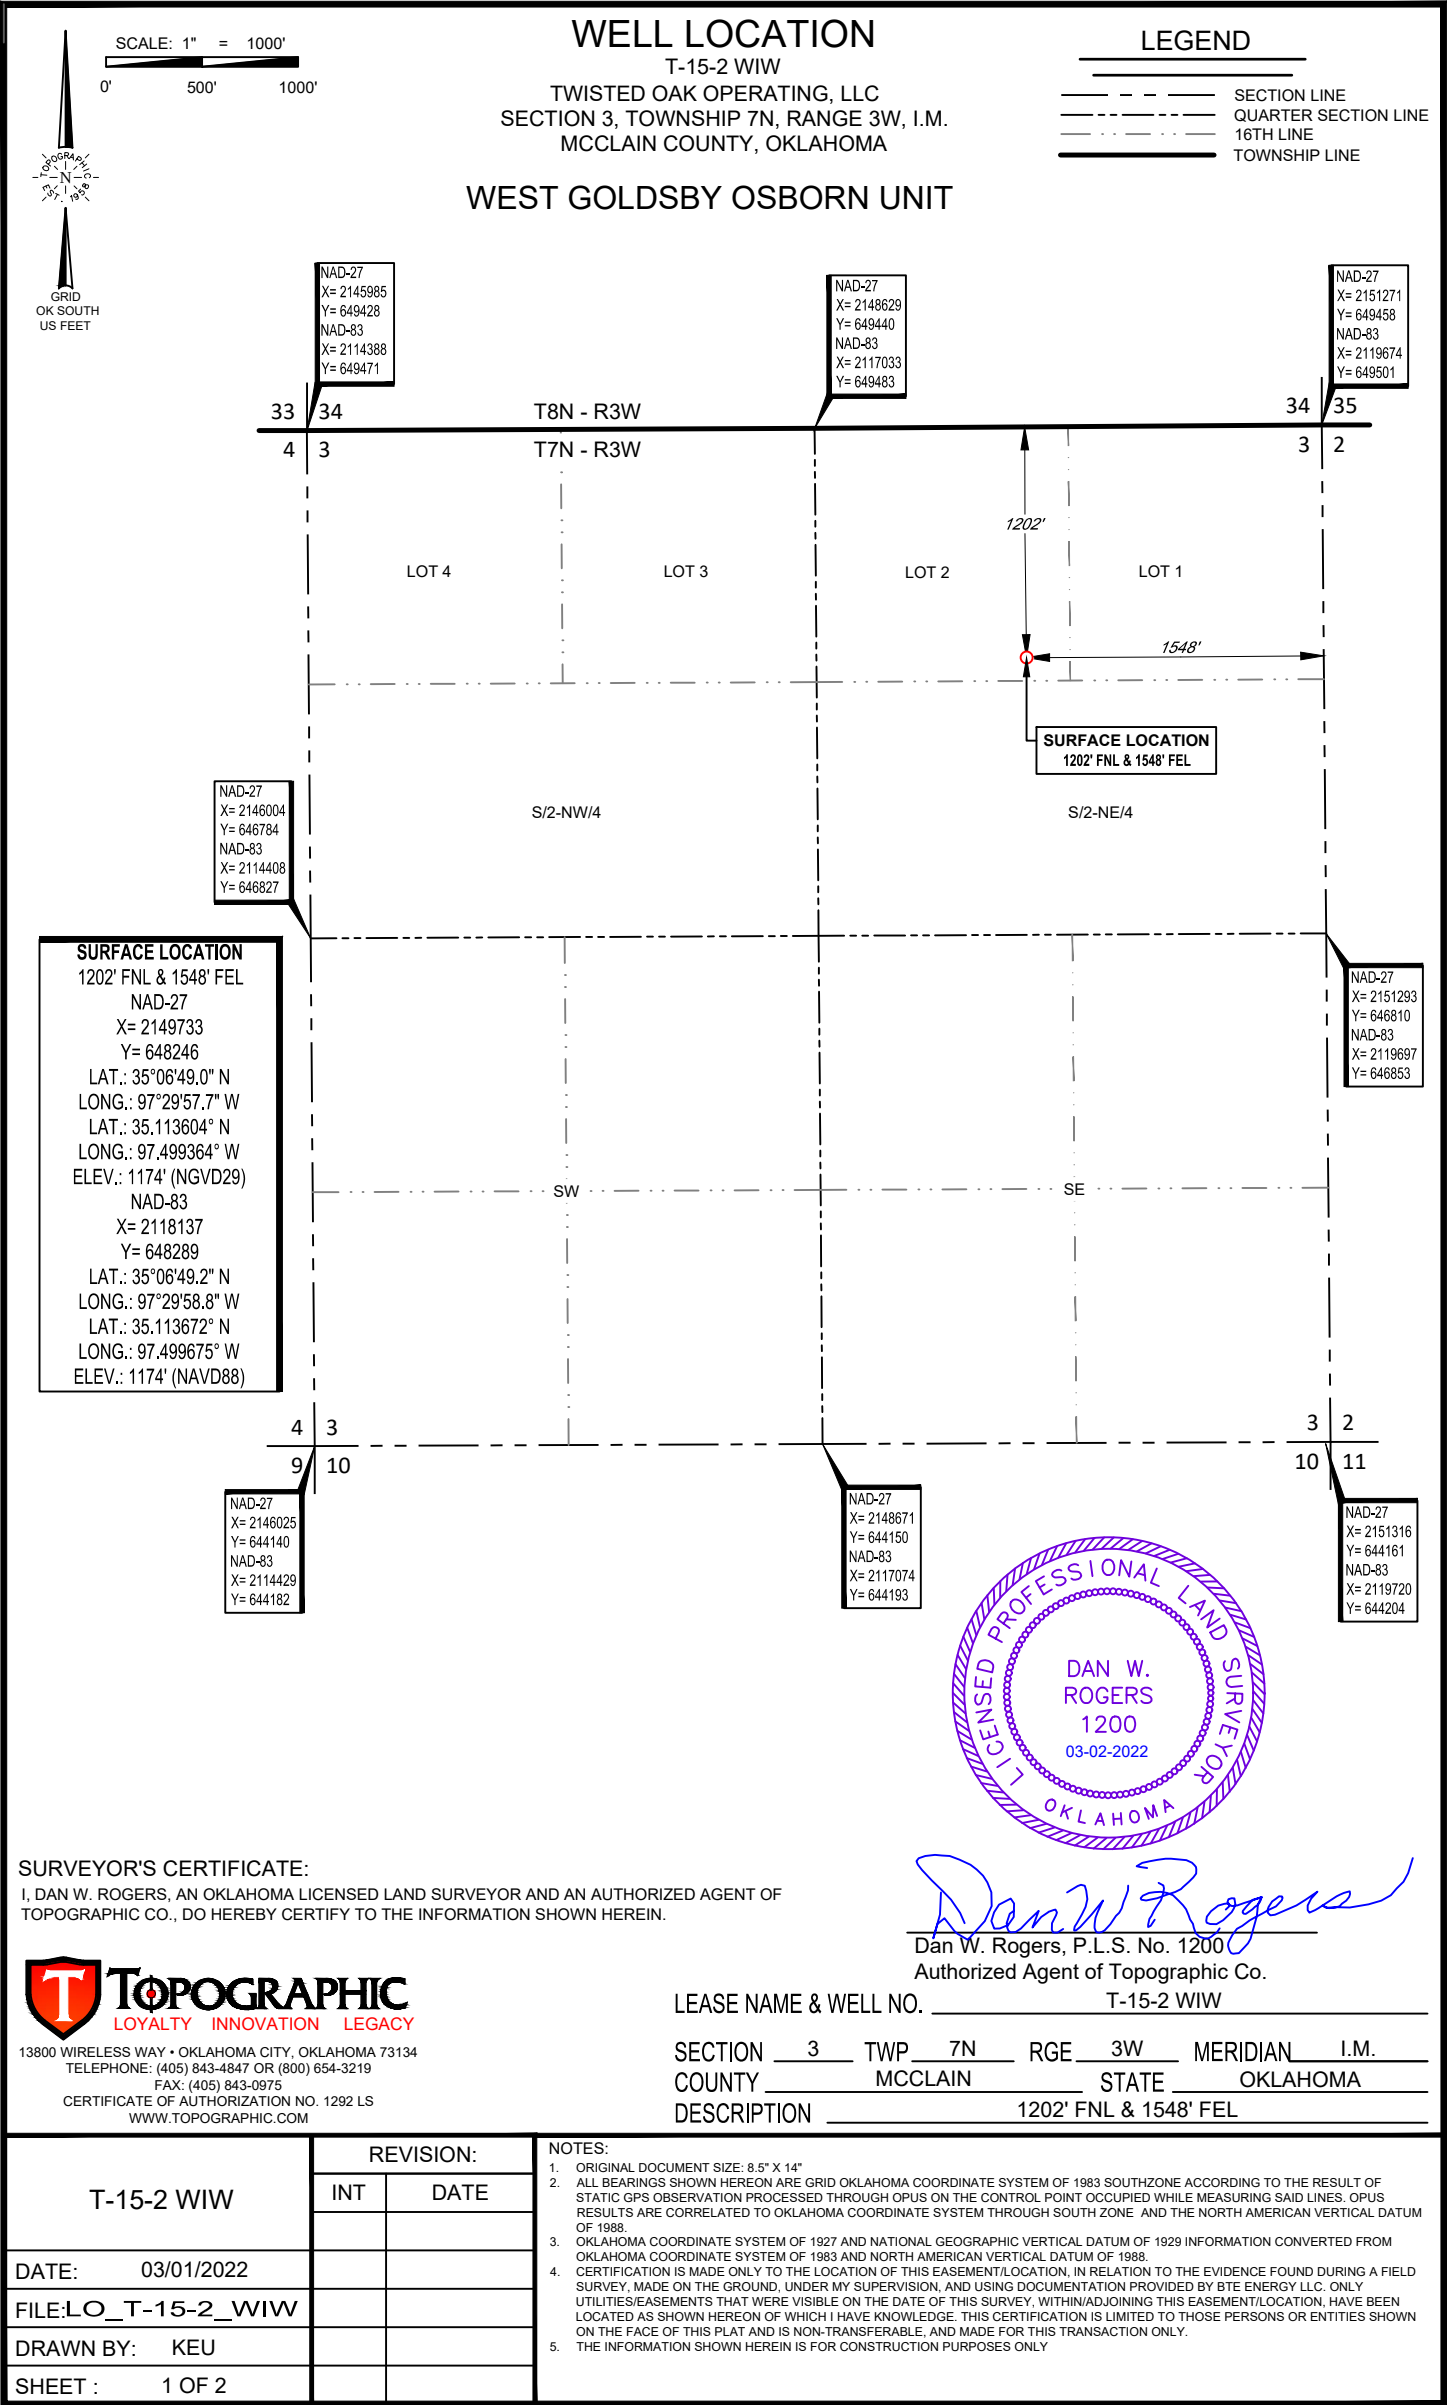 WELL LOCATION
T-15-2 WIW
TWISTED OAK OPERATING, LLC
SECTION 3, TOWNSHIP 7N, RANGE 3W, I.M.
MCCLAIN COUNTY, OKLAHOMA
WEST GOLDSBY OSBORN UNIT
SCALE: 1" = 1000'
0' 500' 1000'
TOPOGRAPHIC
N
EST. 1958
GRID
OK SOUTH
US FEET
LEGEND
SECTION LINE
QUARTER SECTION LINE
16TH LINE
TOWNSHIP LINE
NAD-27
X= 2145985
Y= 649428
NAD-83
X= 2114388
Y= 649471
NAD-27
X= 2148629
Y= 649440
NAD-83
X= 2117033
Y= 649483
NAD-27
X= 2151271
Y= 649458
NAD-83
X= 2119674
Y= 649501
33 34 T8N - R3W 34 35
4 3 T7N - R3W 3 2
1202'
LOT 4 LOT 3 LOT 2 LOT 1
1548'
SURFACE LOCATION
1202' FNL & 1548' FEL
S/2-NW/4 S/2-NE/4
NAD-27
X= 2146004
Y= 646784
NAD-83
X= 2114408
Y= 646827
NAD-27
X= 2151293
Y= 646810
NAD-83
X= 2119697
Y= 646853
SURFACE LOCATION
1202' FNL & 1548' FEL
NAD-27
X= 2149733
Y= 648246
LAT.: 35°06'49.0" N
LONG.: 97°29'57.7" W
LAT.: 35.113604° N
LONG.: 97.499364° W
ELEV.: 1174' (NGVD29)
NAD-83
X= 2118137
Y= 648289
LAT.: 35°06'49.2" N
LONG.: 97°29'58.8" W
LAT.: 35.113672° N
LONG.: 97.499675° W
ELEV.: 1174' (NAVD88)
SW SE
4 3 3 2
9 10 10 11
NAD-27
X= 2146025
Y= 644140
NAD-83
X= 2114429
Y= 644182
NAD-27
X= 2148671
Y= 644150
NAD-83
X= 2117074
Y= 644193
NAD-27
X= 2151316
Y= 644161
NAD-83
X= 2119720
Y= 644204
LICENSED PROFESSIONAL LAND SURVEYOR
DAN W.
ROGERS
1200
03-02-2022
OKLAHOMA
SURVEYOR'S CERTIFICATE:
I, DAN W. ROGERS, AN OKLAHOMA LICENSED LAND SURVEYOR AND AN AUTHORIZED AGENT OF
TOPOGRAPHIC CO., DO HEREBY CERTIFY TO THE INFORMATION SHOWN HEREIN.
Dan W Rogers
Dan W. Rogers, P.L.S. No. 1200
Authorized Agent of Topographic Co.
T TOPOGRAPHIC
LOYALTY INNOVATION LEGACY
13800 WIRELESS WAY • OKLAHOMA CITY, OKLAHOMA 73134
TELEPHONE: (405) 843-4847 OR (800) 654-3219
FAX: (405) 843-0975
CERTIFICATE OF AUTHORIZATION NO. 1292 LS
WWW.TOPOGRAPHIC.COM
LEASE NAME & WELL NO. T-15-2 WIW
SECTION 3 TWP 7N RGE 3W MERIDIAN I.M.
COUNTY MCCLAIN STATE OKLAHOMA
DESCRIPTION 1202' FNL & 1548' FEL
T-15-2 WIW
DATE: 03/01/2022
FILE:LO_T-15-2_WIW
DRAWN BY: KEU
SHEET : 1 OF 2
REVISION:
INT DATE
NOTES:
1. ORIGINAL DOCUMENT SIZE: 8.5" X 14"
2. ALL BEARINGS SHOWN HEREON ARE GRID OKLAHOMA COORDINATE SYSTEM OF 1983 SOUTHZONE ACCORDING TO THE RESULT OF
STATIC GPS OBSERVATION PROCESSED THROUGH OPUS ON THE CONTROL POINT OCCUPIED WHILE MEASURING SAID LINES. OPUS
RESULTS ARE CORRELATED TO OKLAHOMA COORDINATE SYSTEM THROUGH SOUTH ZONE AND THE NORTH AMERICAN VERTICAL DATUM
OF 1988.
3. OKLAHOMA COORDINATE SYSTEM OF 1927 AND NATIONAL GEOGRAPHIC VERTICAL DATUM OF 1929 INFORMATION CONVERTED FROM
OKLAHOMA COORDINATE SYSTEM OF 1983 AND NORTH AMERICAN VERTICAL DATUM OF 1988.
4. CERTIFICATION IS MADE ONLY TO THE LOCATION OF THIS EASEMENT/LOCATION, IN RELATION TO THE EVIDENCE FOUND DURING A FIELD
SURVEY, MADE ON THE GROUND, UNDER MY SUPERVISION, AND USING DOCUMENTATION PROVIDED BY BTE ENERGY LLC. ONLY
UTILITIES/EASEMENTS THAT WERE VISIBLE ON THE DATE OF THIS SURVEY, WITHIN/ADJOINING THIS EASEMENT/LOCATION, HAVE BEEN
LOCATED AS SHOWN HEREON OF WHICH I HAVE KNOWLEDGE. THIS CERTIFICATION IS LIMITED TO THOSE PERSONS OR ENTITIES SHOWN
ON THE FACE OF THIS PLAT AND IS NON-TRANSFERABLE, AND MADE FOR THIS TRANSACTION ONLY.
5. THE INFORMATION SHOWN HEREIN IS FOR CONSTRUCTION PURPOSES ONLY